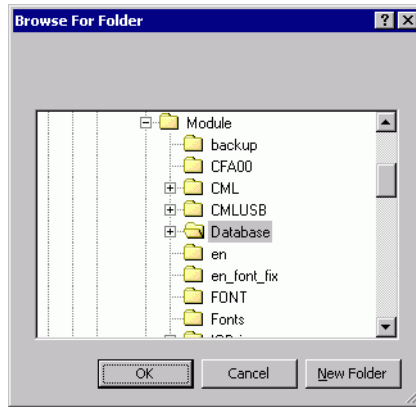 Browse For Folder
Module
backup
CFA00
CML
CMLUSB
Database
en
en_font_fix
FONT
Fonts
OK Cancel New Folder